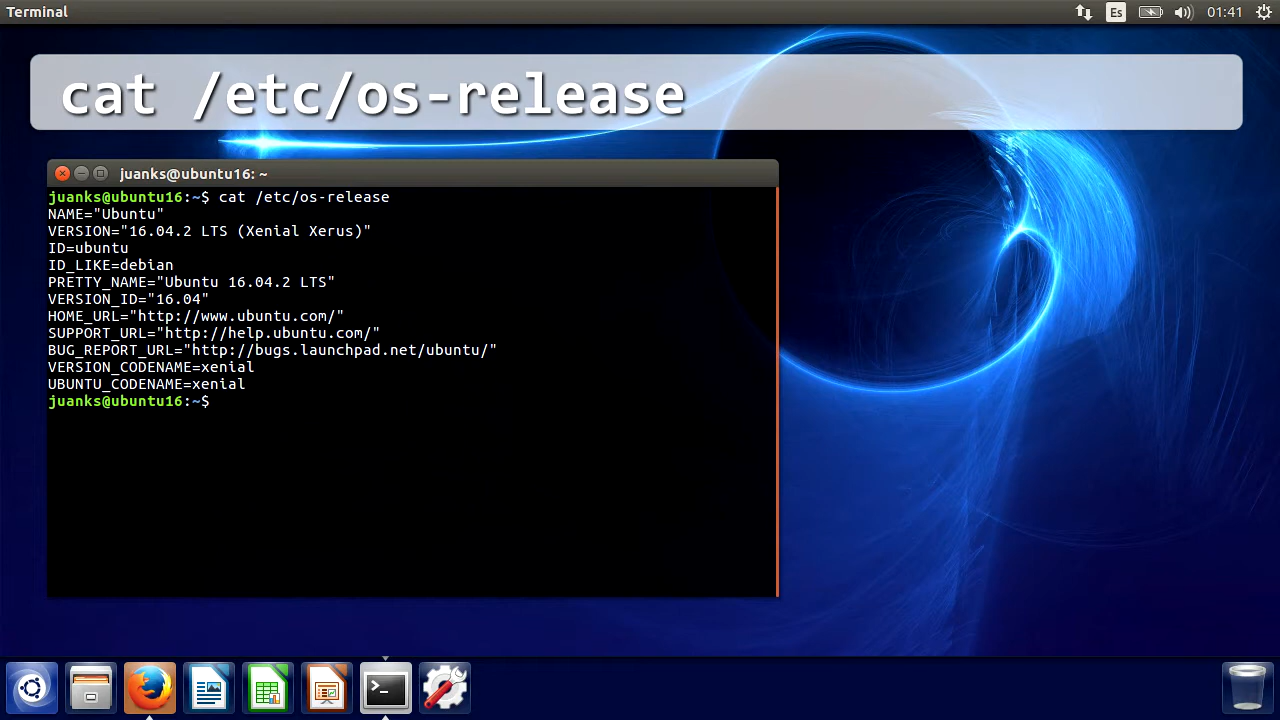 Terminal
Es
01:41
cat /etc/os-release
juanks@ubuntu16: ~
juanks@ubuntu16:~$ cat /etc/os-release
NAME="Ubuntu"
VERSION="16.04.2 LTS (Xenial Xerus)"
ID=ubuntu
ID_LIKE=debian
PRETTY_NAME="Ubuntu 16.04.2 LTS"
VERSION_ID="16.04"
HOME_URL="http://www.ubuntu.com/"
SUPPORT_URL="http://help.ubuntu.com/"
BUG_REPORT_URL="http://bugs.launchpad.net/ubuntu/"
VERSION_CODENAME=xenial
UBUNTU_CODENAME=xenial
juanks@ubuntu16:~$